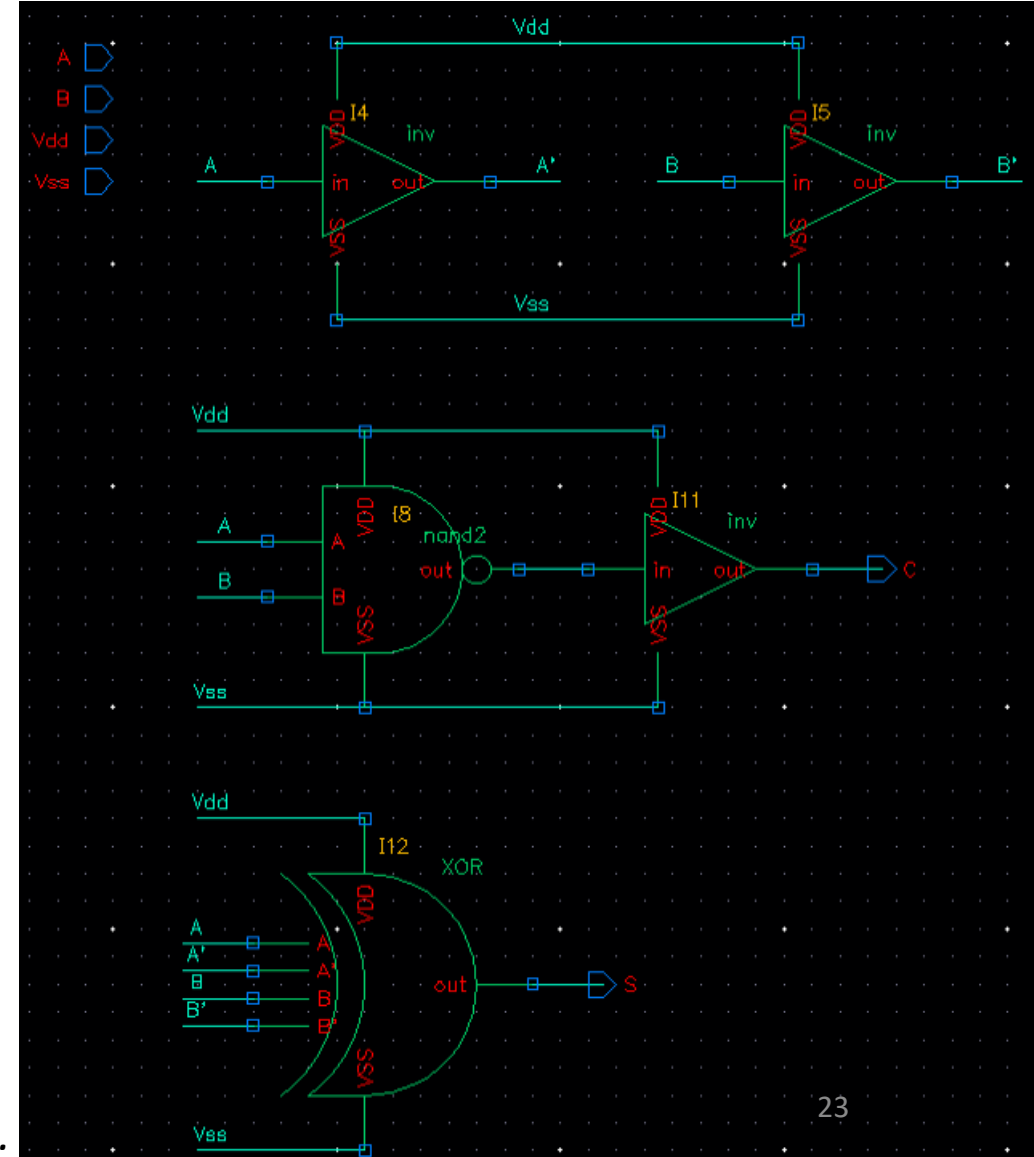 Vdd
A
B
Vdd
Vss
I4
inv
VDD
A
in
out
A'
VSS
I5
inv
VDD
B
in
out
B'
VSS
Vss
Vdd
I8
nand2
VDD
A
A
B
B
out
VSS
I11
inv
VDD
in
out
C
VSS
Vss
Vdd
I12
XOR
VDD
A
A
A'
A'
B
B
B'
B'
out
S
VSS
Vss
23
.